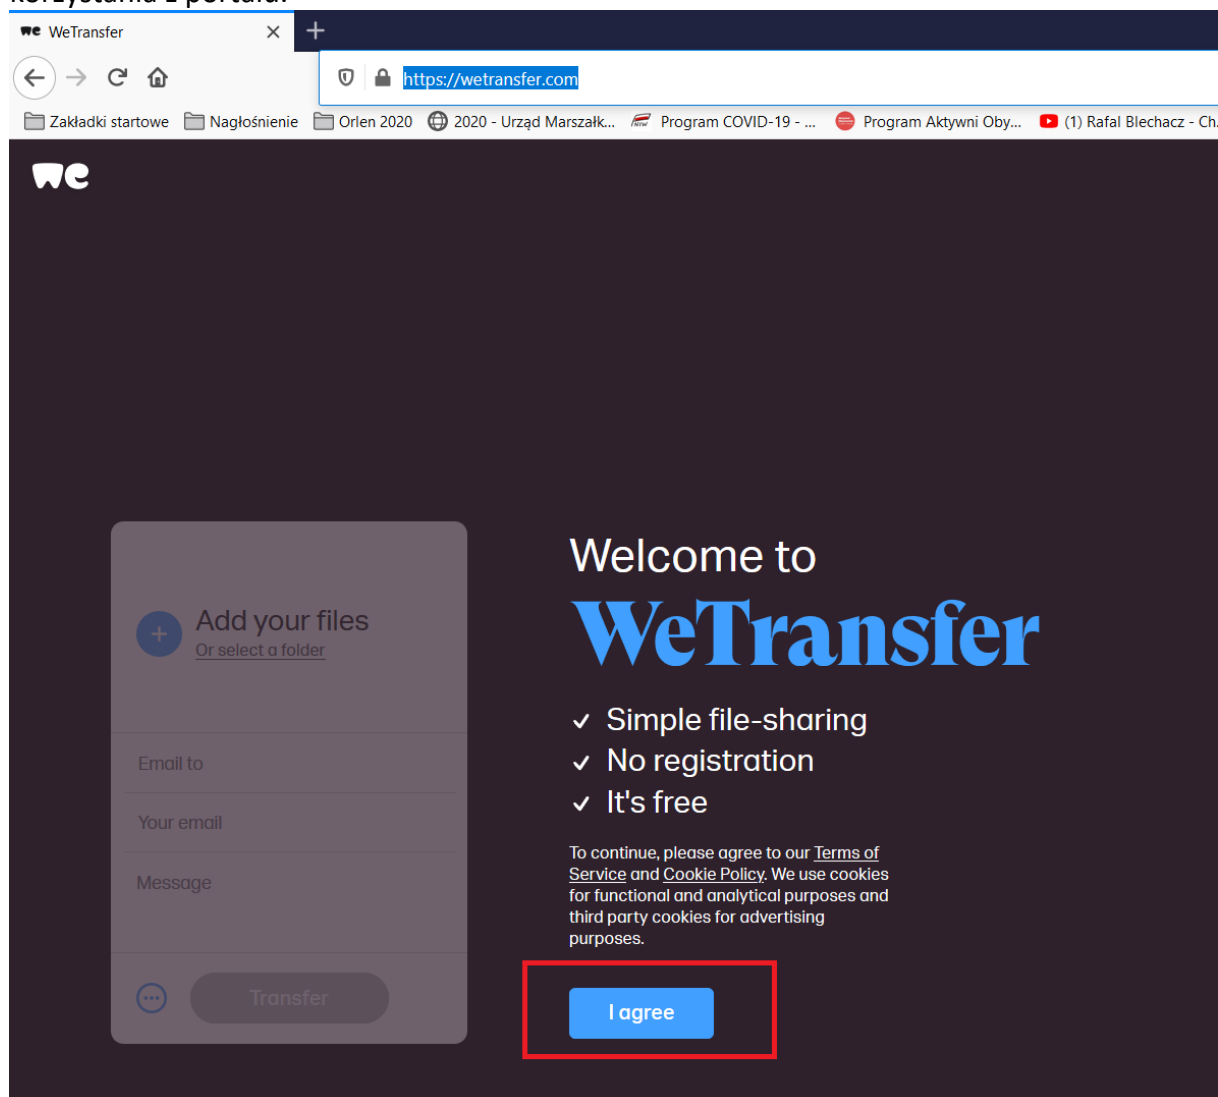 korzystania z portalu.
WeTransfer
https://wetransfer.com
Zakładki startowe Nagłośnienie Orlen 2020 2020 - Urząd Marszałk... Program COVID-19 - ... Program Aktywni Oby... (1) Rafal Blechacz - Ch.
we
Welcome to
WeTransfer
Add your files
Or select a folder
Simple file-sharing
No registration
It's free
Email to
Your email
Message
To continue, please agree to our Terms of
Service and Cookie Policy. We use cookies
for functional and analytical purposes and
third party cookies for advertising
purposes.
Transfer
I agree